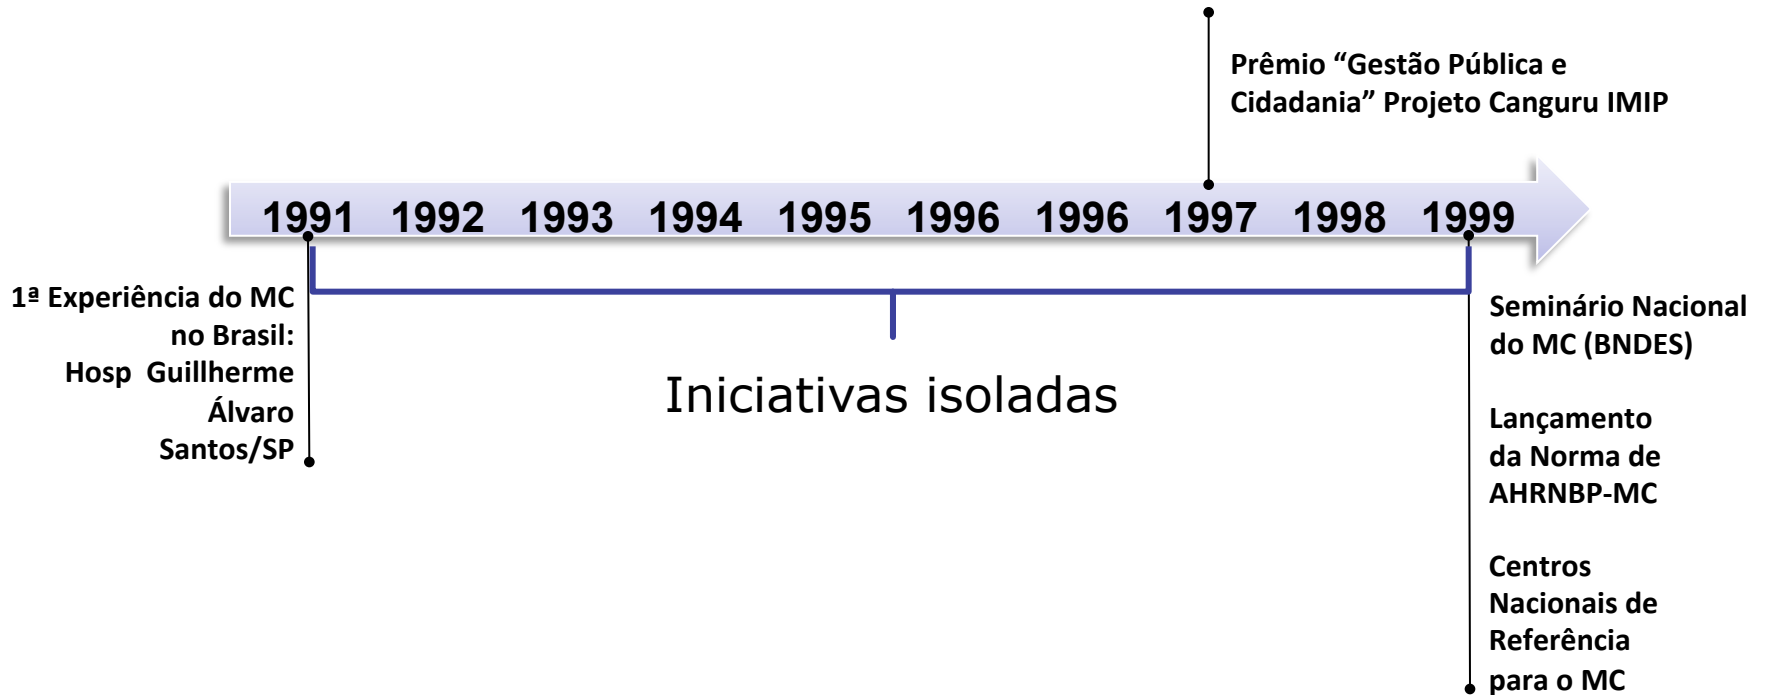 Prêmio “Gestão Pública e
Cidadania” Projeto Canguru IMIP
1991 1992 1993 1994 1995 1996 1996 1997 1998 1999
1ª Experiência do MC
no Brasil:
Hosp Guillherme
Álvaro
Santos/SP
Iniciativas isoladas
Seminário Nacional
do MC (BNDES)
Lançamento
da Norma de
AHRNBP-MC
Centros
Nacionais de
Referência
para o MC